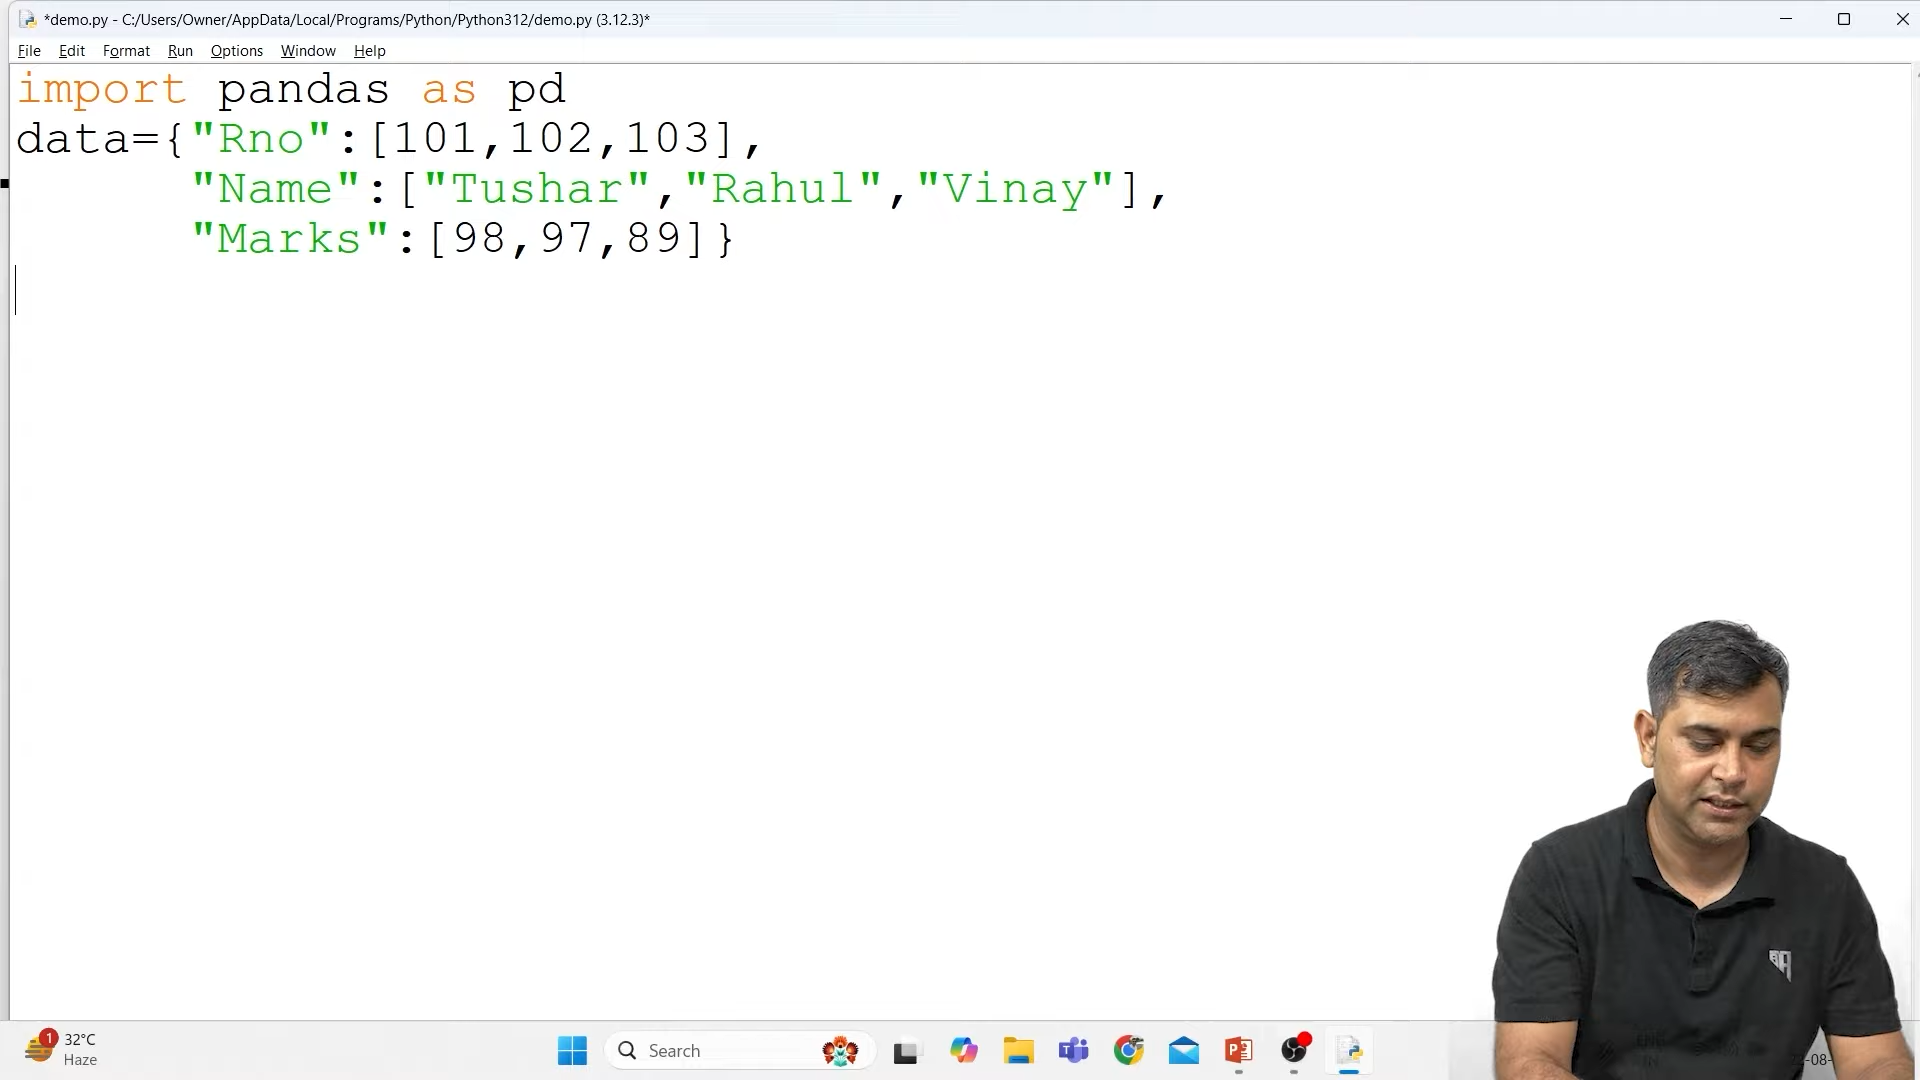 *demo.py - C:/Users/Owner/AppData/Local/Programs/Python/Python312/demo.py (3.12.3)*
File Edit Format Run Options Window Help
import pandas as pd
data={"Rno":[101,102,103],
"Name":["Tushar","Rahul","Vinay"],
"Marks":[98,97,89]}
1 32°C
Haze
Search